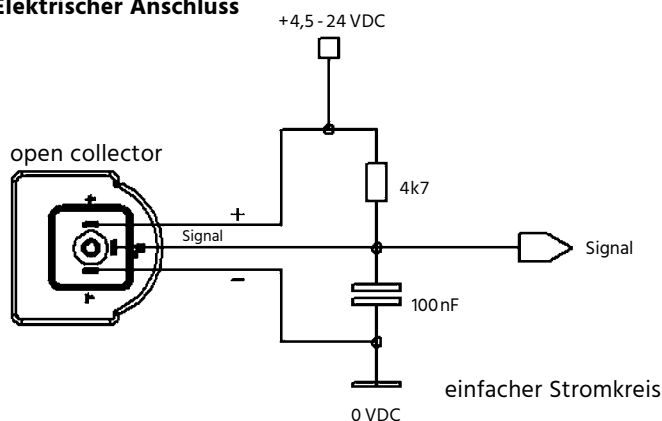 Elektrischer Anschluss
+4,5-24 VDC
open collector
4k7
+
Signal
Signal
−
100nF
einfacher Stromkreis
0 VDC